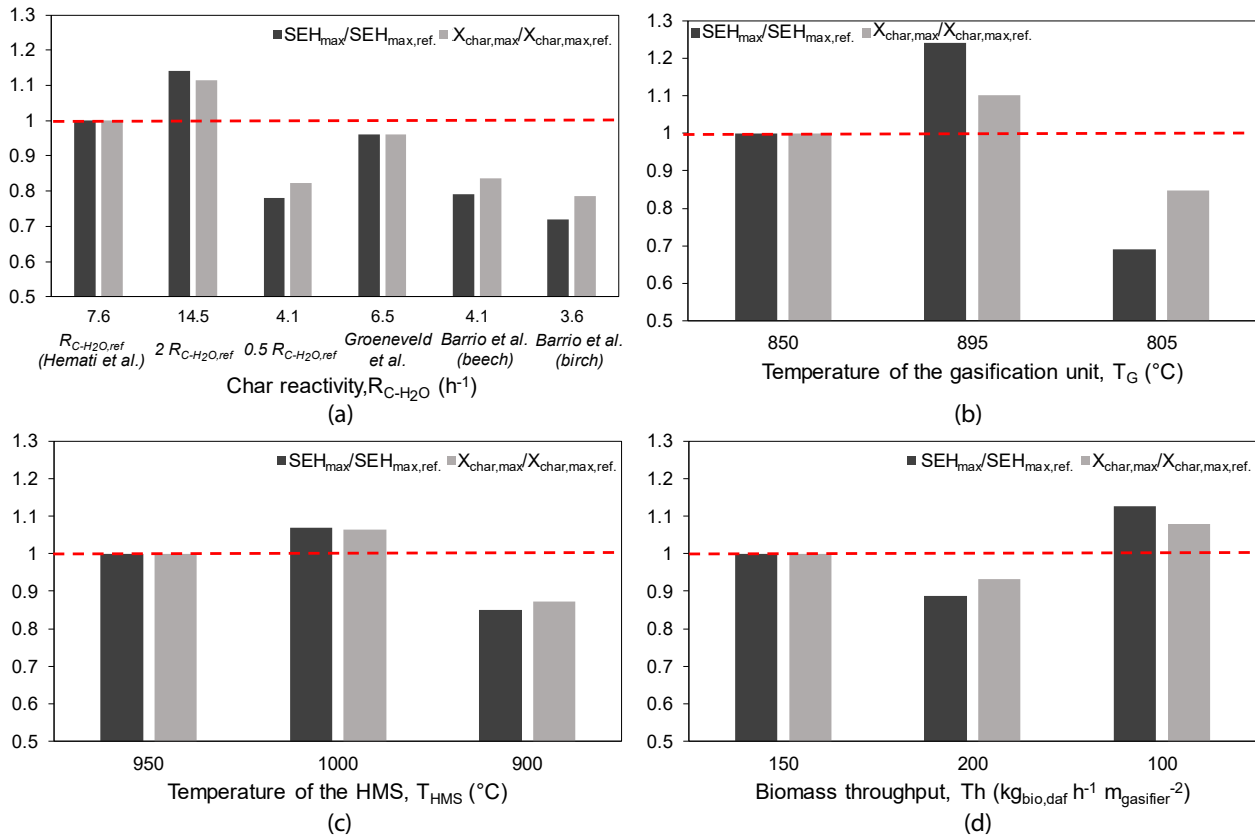 SEHmax/SEHmax,ref. Xchar,max/Xchar,max,ref.
1.3
1.2
1.1
1
0.9
0.8
0.7
0.6
0.5
7.6 14.5 4.1 6.5 4.1 3.6
RC-H2O,ref (Hemati et al.)
2 RC-H2O,ref
0.5 RC-H2O,ref
Groeneveld et al.
Barrio et al. (beech)
Barrio et al. (birch)
Char reactivity,RC-H2O (h-1)
(a)
SEHmax/SEHmax,ref. Xchar,max/Xchar,max,ref.
1.3
1.2
1.1
1
0.9
0.8
0.7
0.6
0.5
850 895 805
Temperature of the gasification unit, TG (°C)
(b)
SEHmax/SEHmax,ref. Xchar,max/Xchar,max,ref.
1.3
1.2
1.1
1
0.9
0.8
0.7
0.6
0.5
950 1000 900
Temperature of the HMS, THMS (°C)
(c)
SEHmax/SEHmax,ref. Xchar,max/Xchar,max,ref.
1.3
1.2
1.1
1
0.9
0.8
0.7
0.6
0.5
150 200 100
Biomass throughput, Th (kgbio,daf h-1 mgasifier-2)
(d)